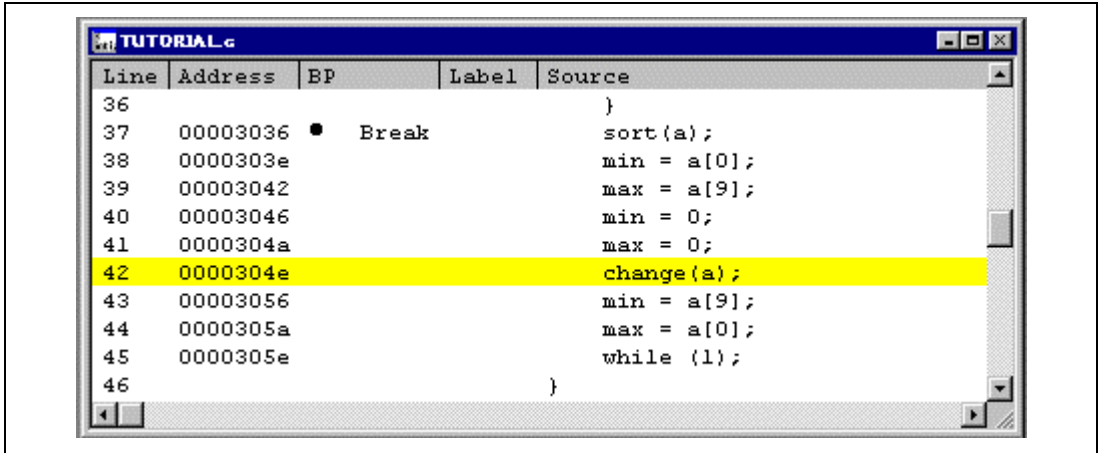 TUTORIAL.c
Line Address BP Label Source
36 }
37 00003036 ● Break sort(a);
38 0000303e min = a[0];
39 00003042 max = a[9];
40 00003046 min = 0;
41 0000304a max = 0;
42 0000304e change(a);
43 00003056 min = a[9];
44 0000305a max = a[0];
45 0000305e while (1);
46 }